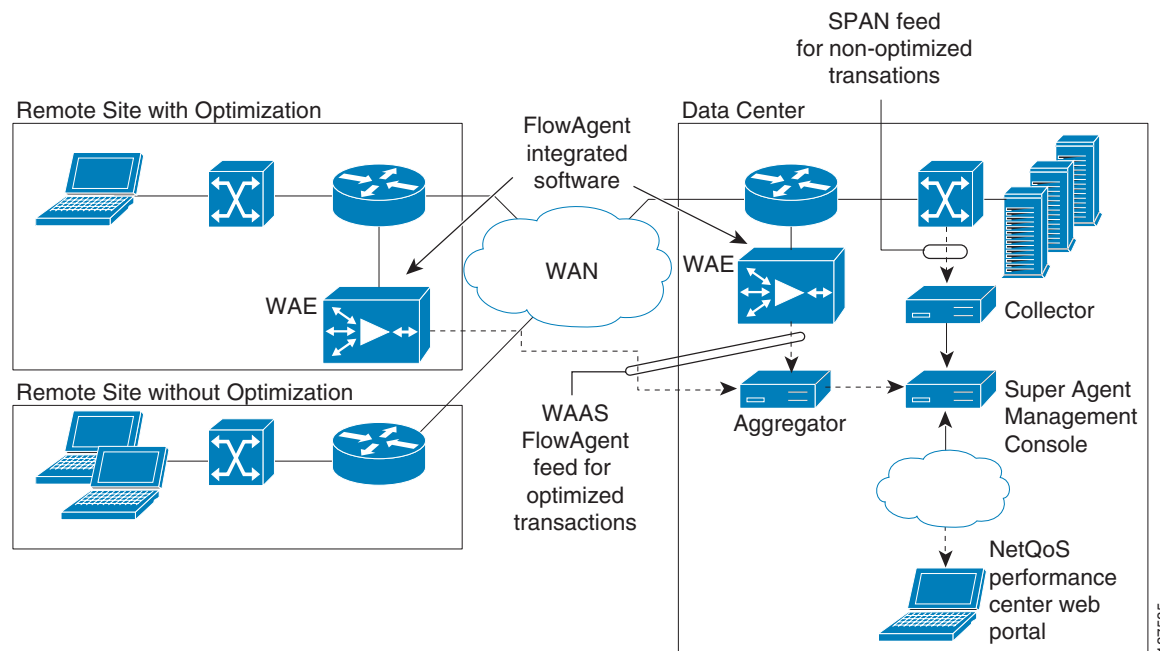 SPAN feed
for non-optimized
transations
Remote Site with Optimization
FlowAgent
integrated
software
Data Center
WAN
WAE
WAE
Collector
Remote Site without Optimization
WAAS
FlowAgent
feed for
optimized
transactions
Aggregator
Super Agent
Management
Console
NetQoS
performance
center web
portal